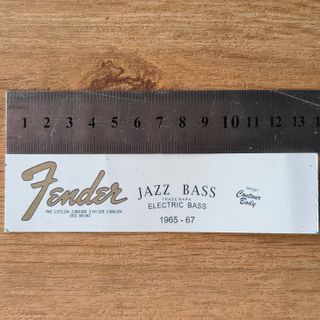 1 2 3 4 5 6 7 8 9 10 11 12 13
Fender
JAZZ BASS
TRADE MARK
ELECTRIC BASS
1965 - 67
Design
Contour
Body